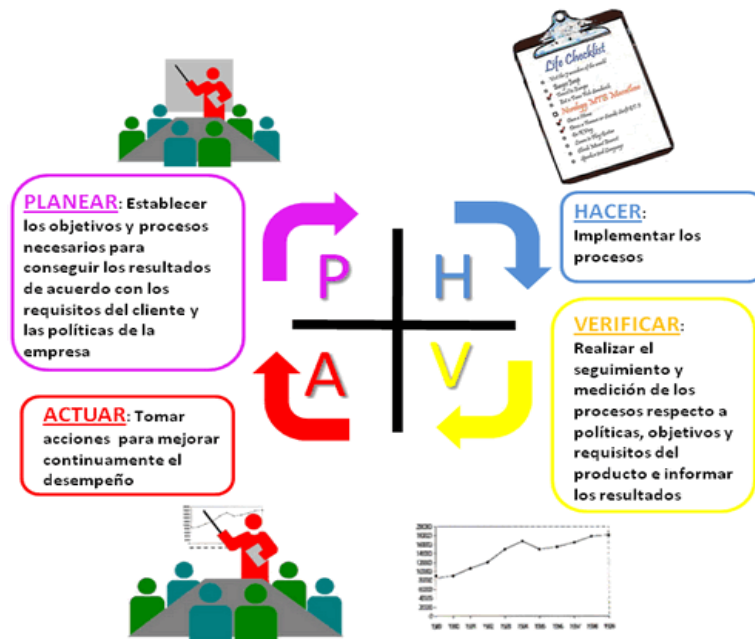 Life Checklist
PLANEAR: Establecer
los objetivos y procesos
necesarios para
conseguir los resultados
de acuerdo con los
requisitos del cliente y
las políticas de la
empresa
P
H
HACER:
Implementar los
procesos
A
V
VERIFICAR:
Realizar el
seguimiento y
medición de los
procesos respecto a
políticas, objetivos y
requisitos del
producto e informar
los resultados
ACTUAR: Tomar
acciones para mejorar
continuamente el
desempeño